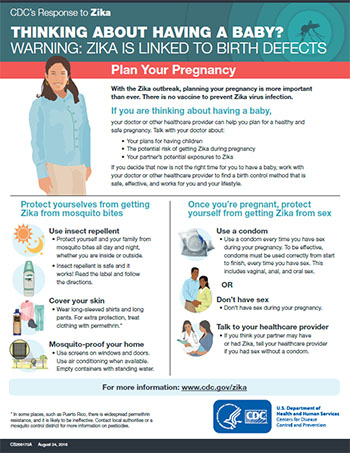 CDC's Response to Zika
THINKING ABOUT HAVING A BABY?
WARNING: ZIKA IS LINKED TO BIRTH DEFECTS
Plan Your Pregnancy
With the Zika outbreak, planning your pregnancy is more important
than ever. There is no vaccine to prevent Zika virus infection.
If you are thinking about having a baby,
your doctor or other healthcare provider can help you plan for a healthy and
safe pregnancy. Talk with your doctor about:
• Your plans for having children
• The potential risk of getting Zika during pregnancy
• Your partner's potential exposures to Zika
If you decide that now is not the right time for you to have a baby, work with
your doctor or other healthcare provider to find a birth control method that is
safe, effective, and works for you and your lifestyle.
Protect yourselves from getting
Zika from mosquito bites
Use insect repellent
• Protect yourself and your family from
mosquito bites all day and night,
whether you are inside or outside.
• Insect repellent is safe and it
works! Read the label and follow
the directions.
Cover your skin
• Wear long-sleeved shirts and long
pants. For extra protection, treat
clothing with permethrin.*
Mosquito-proof your home
• Use screens on windows and doors.
Use air conditioning when available.
Empty containers with standing water.
Once you're pregnant, protect
yourself from getting Zika from sex
Use a condom
• Use a condom every time you have sex
during your pregnancy. To be effective,
condoms must be used correctly from start
to finish, every time you have sex. This
includes vaginal, anal, and oral sex.
OR
Don't have sex
• Don't have sex during your pregnancy.
Talk to your healthcare provider
• If you think your partner may have
or had Zika, tell your healthcare provider
if you had sex without a condom.
For more information: www.cdc.gov/zika
* In some places, such as Puerto Rico, there is widespread permethrin
resistance, and it is likely to be ineffective. Contact local authorities or a
mosquito control district for more information on pesticides.
CDC
U.S. Department of
Health and Human Services
Centers for Disease
Control and Prevention
August 24, 2016